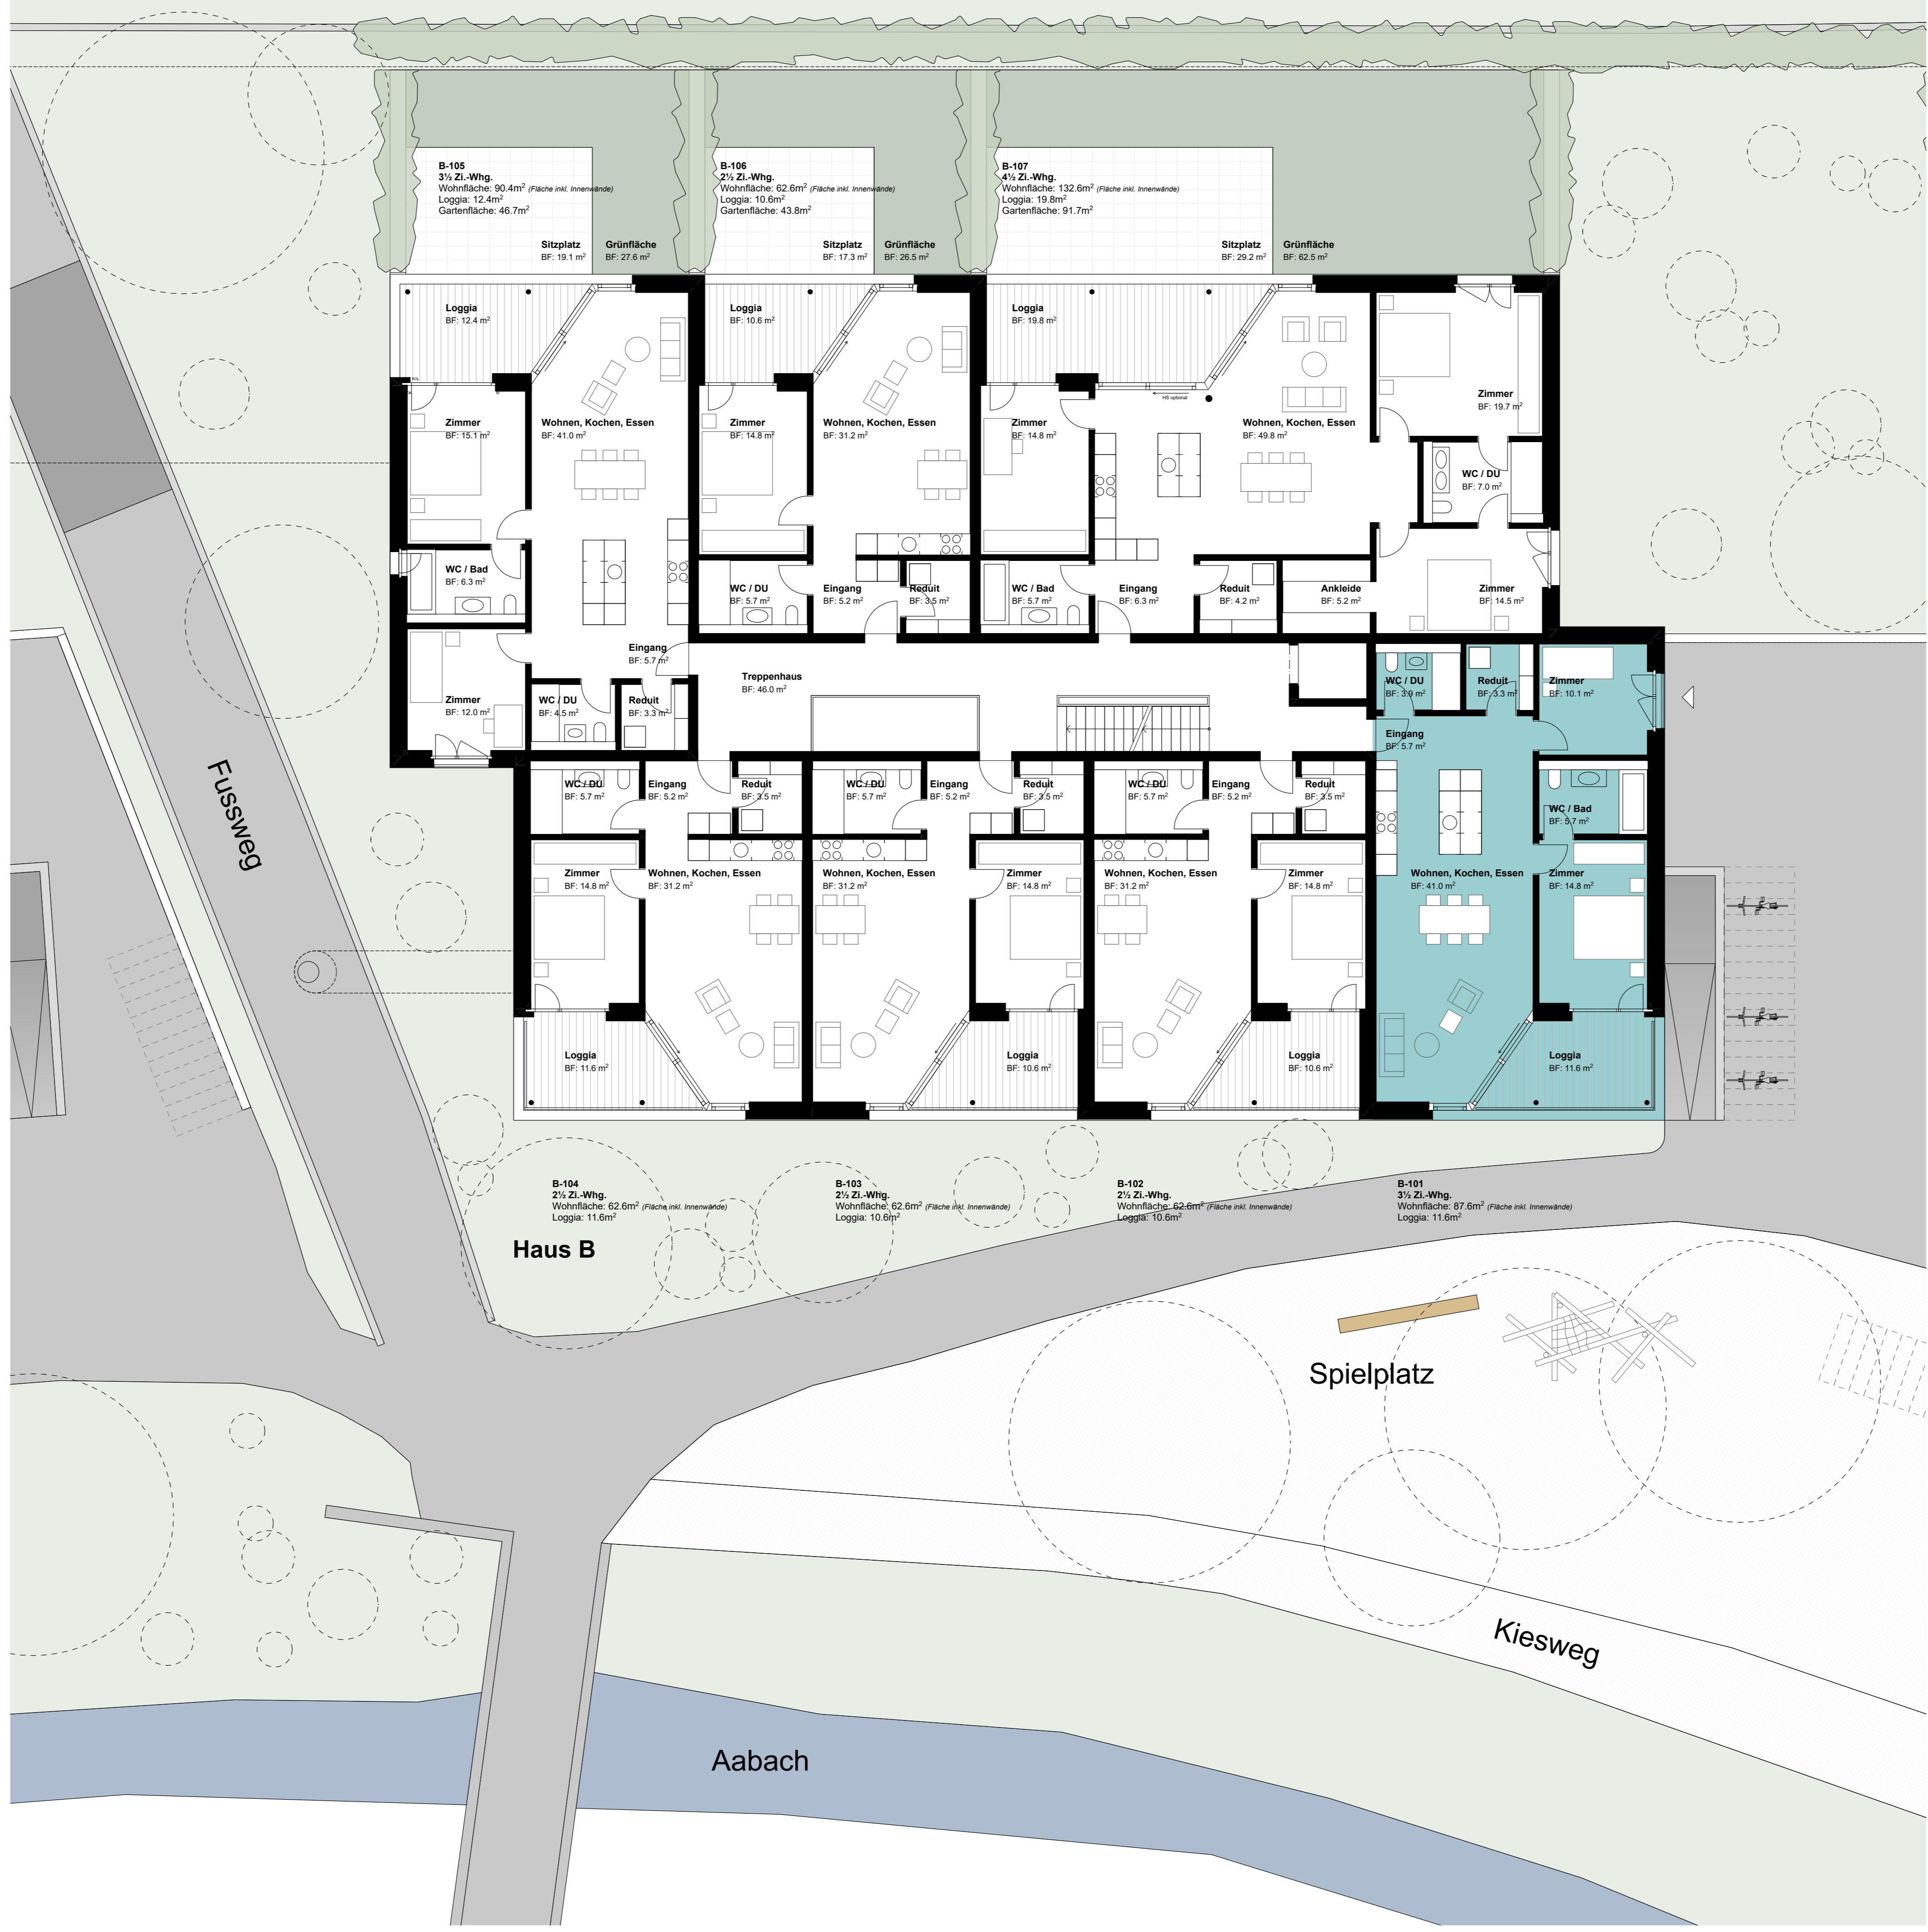 B-105
3½ Zi.-Whg.
Wohnfläche: 90.4m² (Fläche inkl. Innenwände)
Loggia: 12.4m²
Gartenfläche: 46.7m²
Sitzplatz
BF: 19.1 m²
Grünfläche
BF: 27.6 m²
B-106
2½ Zi.-Whg.
Wohnfläche: 62.6m² (Fläche inkl. Innenwände)
Loggia: 10.6m²
Gartenfläche: 43.8m²
Sitzplatz
BF: 17.3 m²
Grünfläche
BF: 26.5 m²
B-107
4½ Zi.-Whg.
Wohnfläche: 132.6m² (Fläche inkl. Innenwände)
Loggia: 19.8m²
Gartenfläche: 91.7m²
Sitzplatz
BF: 29.2 m²
Grünfläche
BF: 62.5 m²
Loggia
BF: 12.4 m²
Zimmer
BF: 15.1 m²
Wohnen, Kochen, Essen
BF: 41.0 m²
WC / Bad
BF: 6.3 m²
Eingang
BF: 5.7 m²
Zimmer
BF: 12.0 m²
WC / DU
BF: 4.5 m²
Reduit
BF: 3.3 m²
Loggia
BF: 10.6 m²
Zimmer
BF: 14.8 m²
Wohnen, Kochen, Essen
BF: 31.2 m²
WC / DU
BF: 5.7 m²
Eingang
BF: 5.2 m²
Reduit
BF: 3.5 m²
Loggia
BF: 19.8 m²
HS optional
Zimmer
BF: 14.8 m²
Wohnen, Kochen, Essen
BF: 49.8 m²
Zimmer
BF: 19.7 m²
WC / DU
BF: 7.0 m²
WC / Bad
BF: 5.7 m²
Eingang
BF: 6.3 m²
Reduit
BF: 4.2 m²
Ankleide
BF: 5.2 m²
Zimmer
BF: 14.5 m²
Treppenhaus
BF: 46.0 m²
WC / DU
BF: 3.9 m²
Reduit
BF: 3.3 m²
Zimmer
BF: 10.1 m²
Eingang
BF: 5.7 m²
WC / Bad
BF: 5.7 m²
Wohnen, Kochen, Essen
BF: 41.0 m²
Zimmer
BF: 14.8 m²
Loggia
BF: 11.6 m²
WC / DU
BF: 5.7 m²
Eingang
BF: 5.2 m²
Reduit
BF: 3.5 m²
Zimmer
BF: 14.8 m²
Wohnen, Kochen, Essen
BF: 31.2 m²
Loggia
BF: 11.6 m²
WC / DU
BF: 5.7 m²
Eingang
BF: 5.2 m²
Reduit
BF: 3.5 m²
Wohnen, Kochen, Essen
BF: 31.2 m²
Zimmer
BF: 14.8 m²
Loggia
BF: 10.6 m²
WC / DU
BF: 5.7 m²
Eingang
BF: 5.2 m²
Reduit
BF: 3.5 m²
Wohnen, Kochen, Essen
BF: 31.2 m²
Zimmer
BF: 14.8 m²
Loggia
BF: 10.6 m²
Fussweg
B-104
2½ Zi.-Whg.
Wohnfläche: 62.6m² (Fläche inkl. Innenwände)
Loggia: 11.6m²
B-103
2½ Zi.-Whg.
Wohnfläche: 62.6m² (Fläche inkl. Innenwände)
Loggia: 10.6m²
B-102
2½ Zi.-Whg.
Wohnfläche: 62.6m² (Fläche inkl. Innenwände)
Loggia: 10.6m²
B-101
3½ Zi.-Whg.
Wohnfläche: 87.6m² (Fläche inkl. Innenwände)
Loggia: 11.6m²
Haus B
Spielplatz
Kiesweg
Aabach